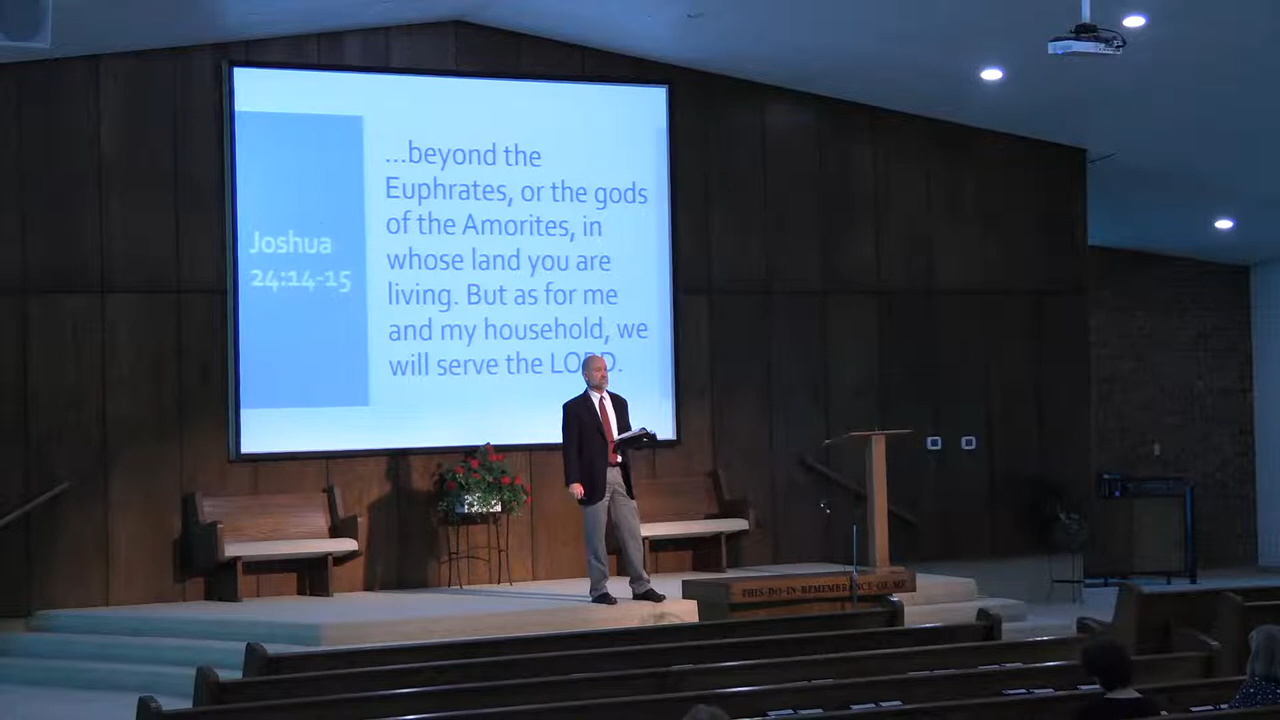 Joshua
24:14-15
...beyond the
Euphrates, or the gods
of the Amorites, in
whose land you are
living. But as for me
and my household, we
will serve the LORD.
THIS·DO·IN·REMEMBRANCE·OF·ME